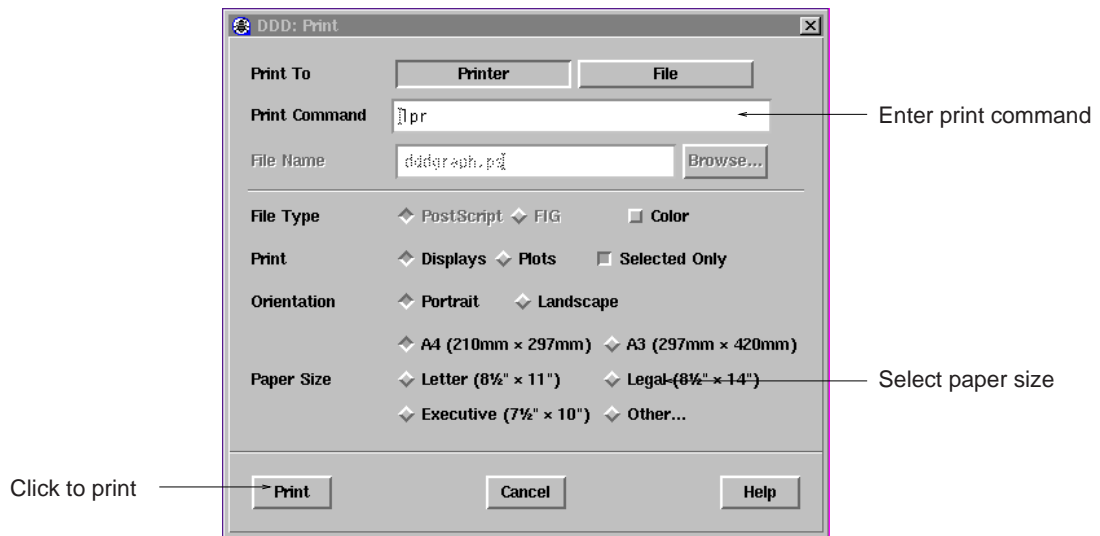 DDD: Print
Print To Printer File
Print Command lpr Enter print command
File Name dddgraph.ps Browse...
File Type PostScript FIG Color
Print Displays Plots Selected Only
Orientation Portrait Landscape
A4 (210mm × 297mm) A3 (297mm × 420mm)
Paper Size Letter (8½" × 11") Legal (8½" × 14") Select paper size
Executive (7½" × 10") Other...
Click to print Print Cancel Help